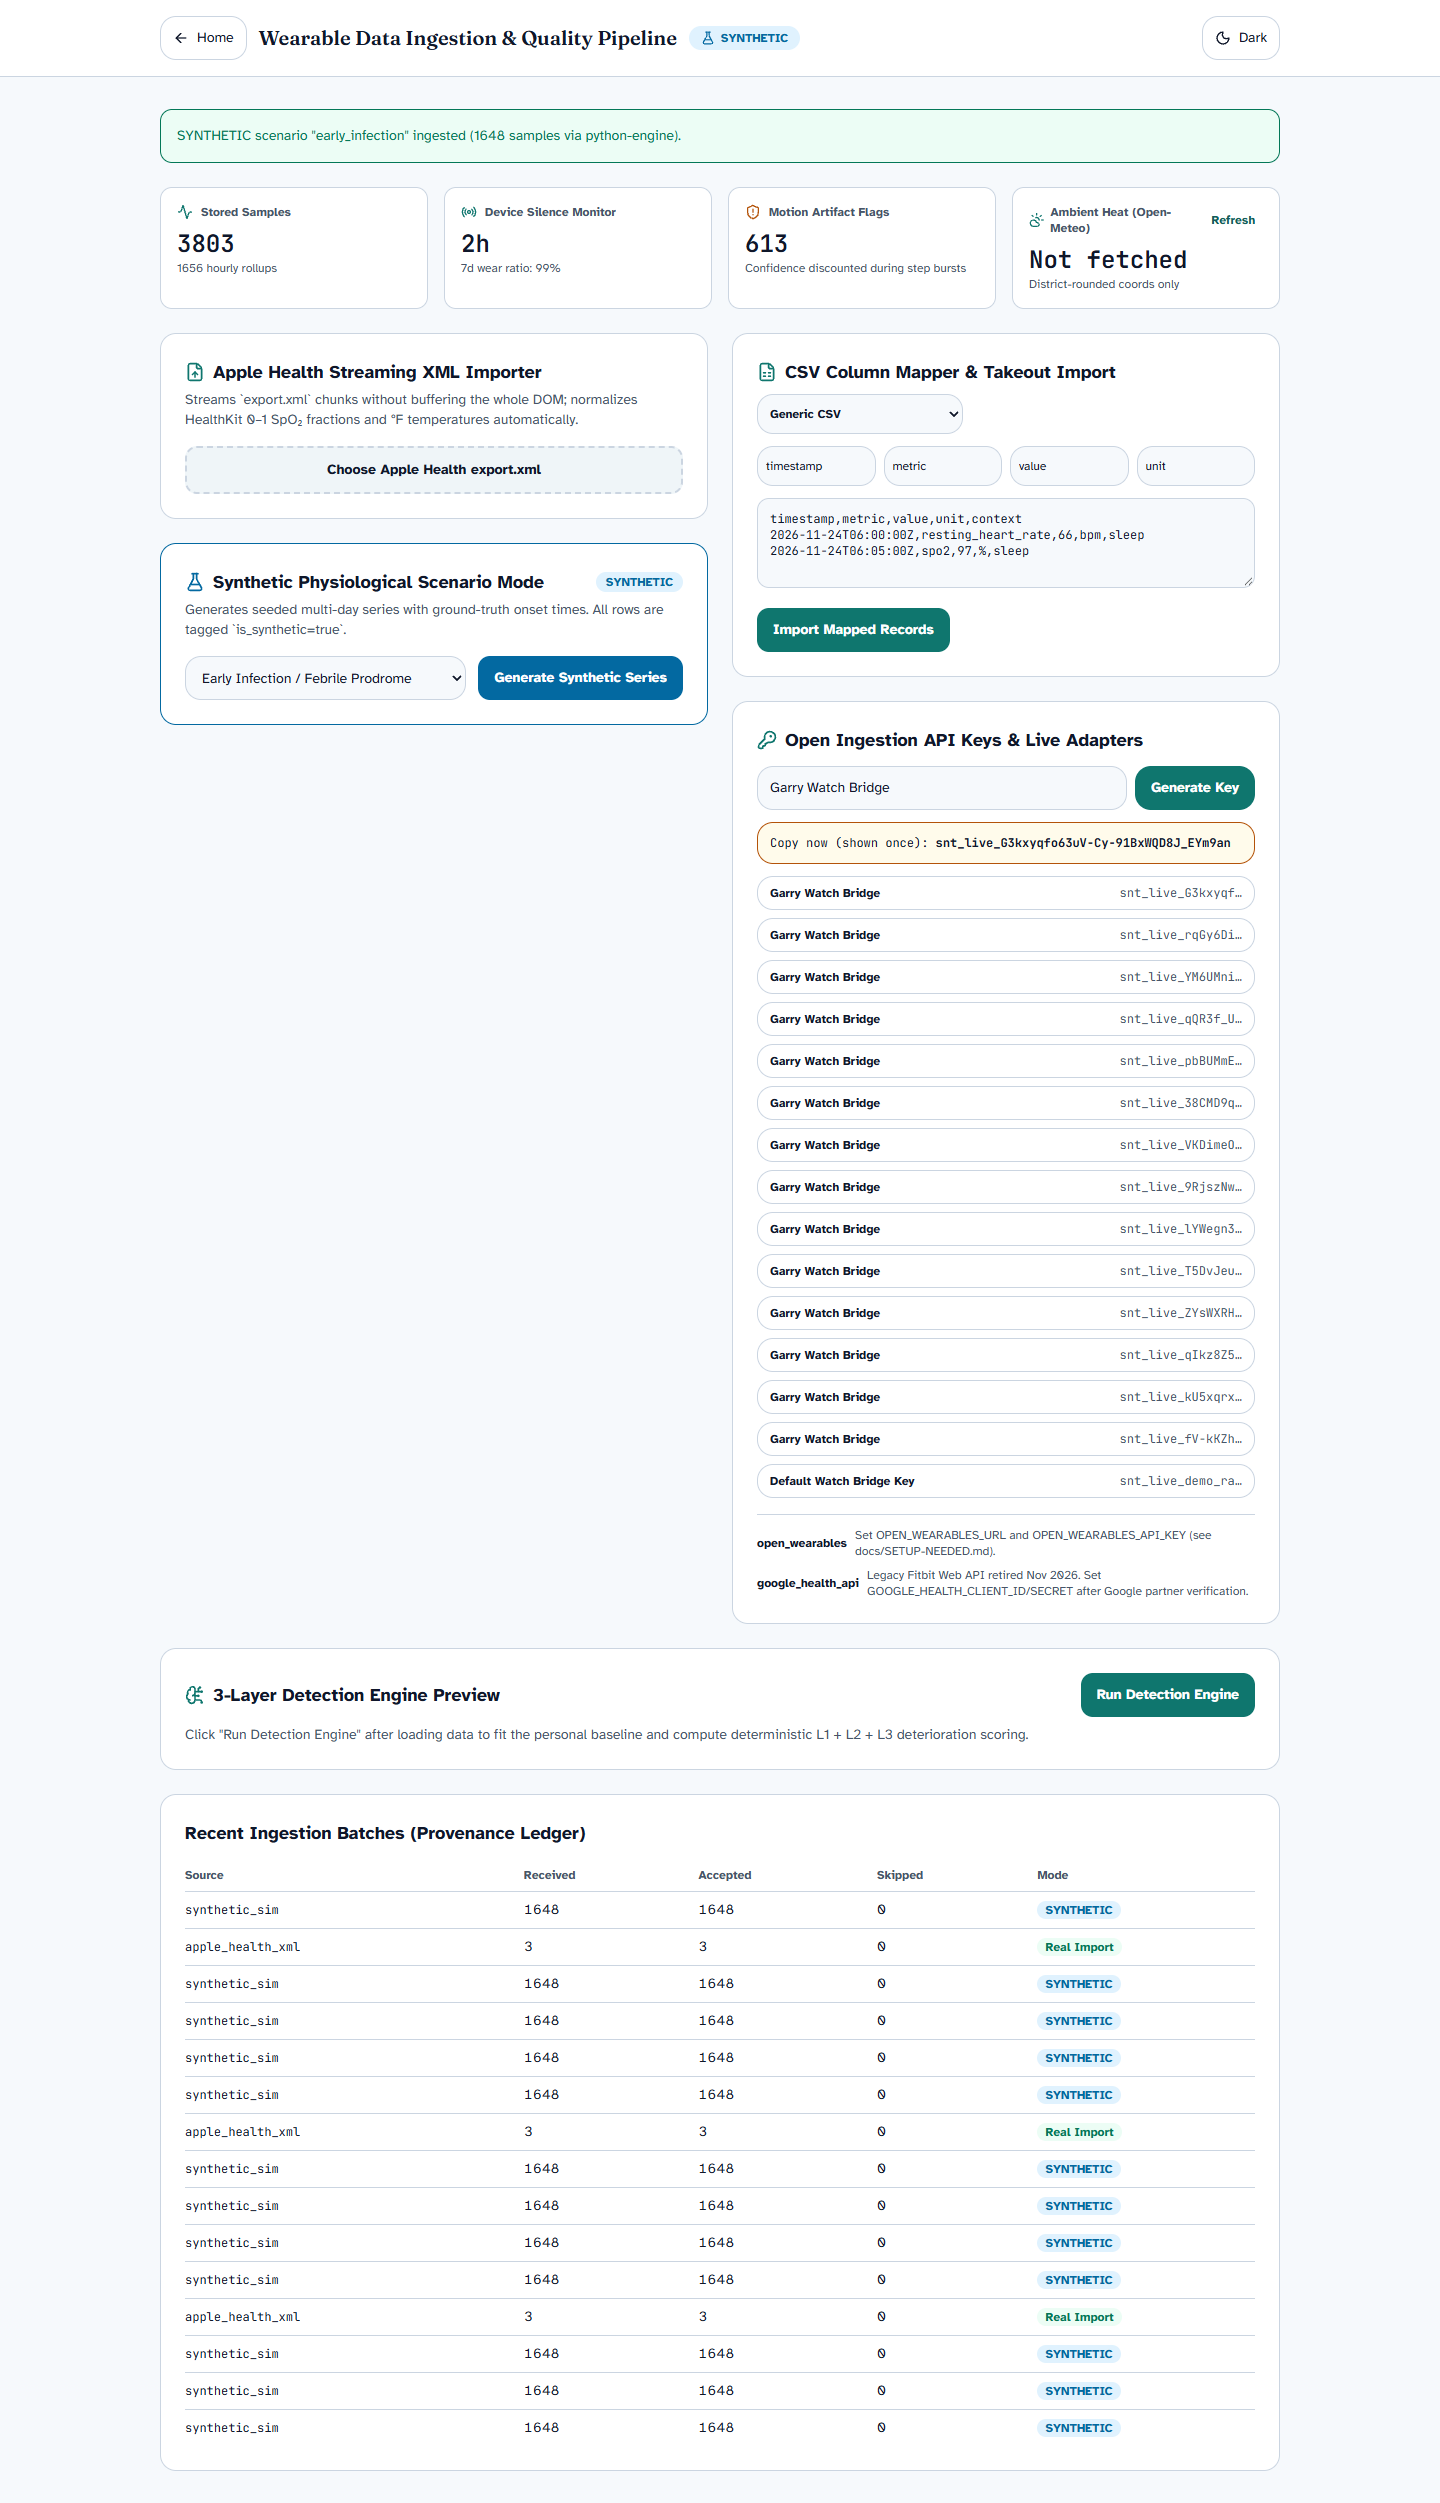 Home
Wearable Data Ingestion & Quality Pipeline
SYNTHETIC
Dark
SYNTHETIC scenario "early_infection" ingested (1648 samples via python-engine).
Stored Samples
3803
1656 hourly rollups
Device Silence Monitor
2h
7d wear ratio: 99%
Motion Artifact Flags
613
Confidence discounted during step bursts
Ambient Heat (Open-
Meteo)
Refresh
Not fetched
District-rounded coords only
Apple Health Streaming XML Importer
Streams `export.xml` chunks without buffering the whole DOM; normalizes
HealthKit 0–1 SpO₂ fractions and °F temperatures automatically.
Choose Apple Health export.xml
Synthetic Physiological Scenario Mode
SYNTHETIC
Generates seeded multi-day series with ground-truth onset times. All rows are
tagged `is_synthetic=true`.
Early Infection / Febrile Prodrome
Generate Synthetic Series
CSV Column Mapper & Takeout Import
Generic CSV
timestamp
metric
value
unit
timestamp,metric,value,unit,context
2026-11-24T06:00:00Z,resting_heart_rate,66,bpm,sleep
2026-11-24T06:05:00Z,spo2,97,%,sleep
Import Mapped Records
Open Ingestion API Keys & Live Adapters
Garry Watch Bridge
Generate Key
Copy now (shown once): snt_live_G3kxyqfo63uV-Cy-91BxWQD8J_EYm9an
Garry Watch Bridge snt_live_G3kxyqf…
Garry Watch Bridge snt_live_rqGy6Di…
Garry Watch Bridge snt_live_YM6UMni…
Garry Watch Bridge snt_live_qQR3f_U…
Garry Watch Bridge snt_live_pbBUMmE…
Garry Watch Bridge snt_live_38CMD9q…
Garry Watch Bridge snt_live_VKDimeO…
Garry Watch Bridge snt_live_9RjszNw…
Garry Watch Bridge snt_live_lYWegn3…
Garry Watch Bridge snt_live_T5DvJeu…
Garry Watch Bridge snt_live_ZYsWXRH…
Garry Watch Bridge snt_live_qIkz8Z5…
Garry Watch Bridge snt_live_kU5xqrx…
Garry Watch Bridge snt_live_fV-kKZh…
Default Watch Bridge Key snt_live_demo_ra…
open_wearables
Set OPEN_WEARABLES_URL and OPEN_WEARABLES_API_KEY (see
docs/SETUP-NEEDED.md).
google_health_api
Legacy Fitbit Web API retired Nov 2026. Set
GOOGLE_HEALTH_CLIENT_ID/SECRET after Google partner verification.
3-Layer Detection Engine Preview
Run Detection Engine
Click "Run Detection Engine" after loading data to fit the personal baseline and compute deterministic L1 + L2 + L3 deterioration scoring.
Recent Ingestion Batches (Provenance Ledger)
Source Received Accepted Skipped Mode
synthetic_sim 1648 1648 0 SYNTHETIC
apple_health_xml 3 3 0 Real Import
synthetic_sim 1648 1648 0 SYNTHETIC
synthetic_sim 1648 1648 0 SYNTHETIC
synthetic_sim 1648 1648 0 SYNTHETIC
synthetic_sim 1648 1648 0 SYNTHETIC
apple_health_xml 3 3 0 Real Import
synthetic_sim 1648 1648 0 SYNTHETIC
synthetic_sim 1648 1648 0 SYNTHETIC
synthetic_sim 1648 1648 0 SYNTHETIC
synthetic_sim 1648 1648 0 SYNTHETIC
apple_health_xml 3 3 0 Real Import
synthetic_sim 1648 1648 0 SYNTHETIC
synthetic_sim 1648 1648 0 SYNTHETIC
synthetic_sim 1648 1648 0 SYNTHETIC